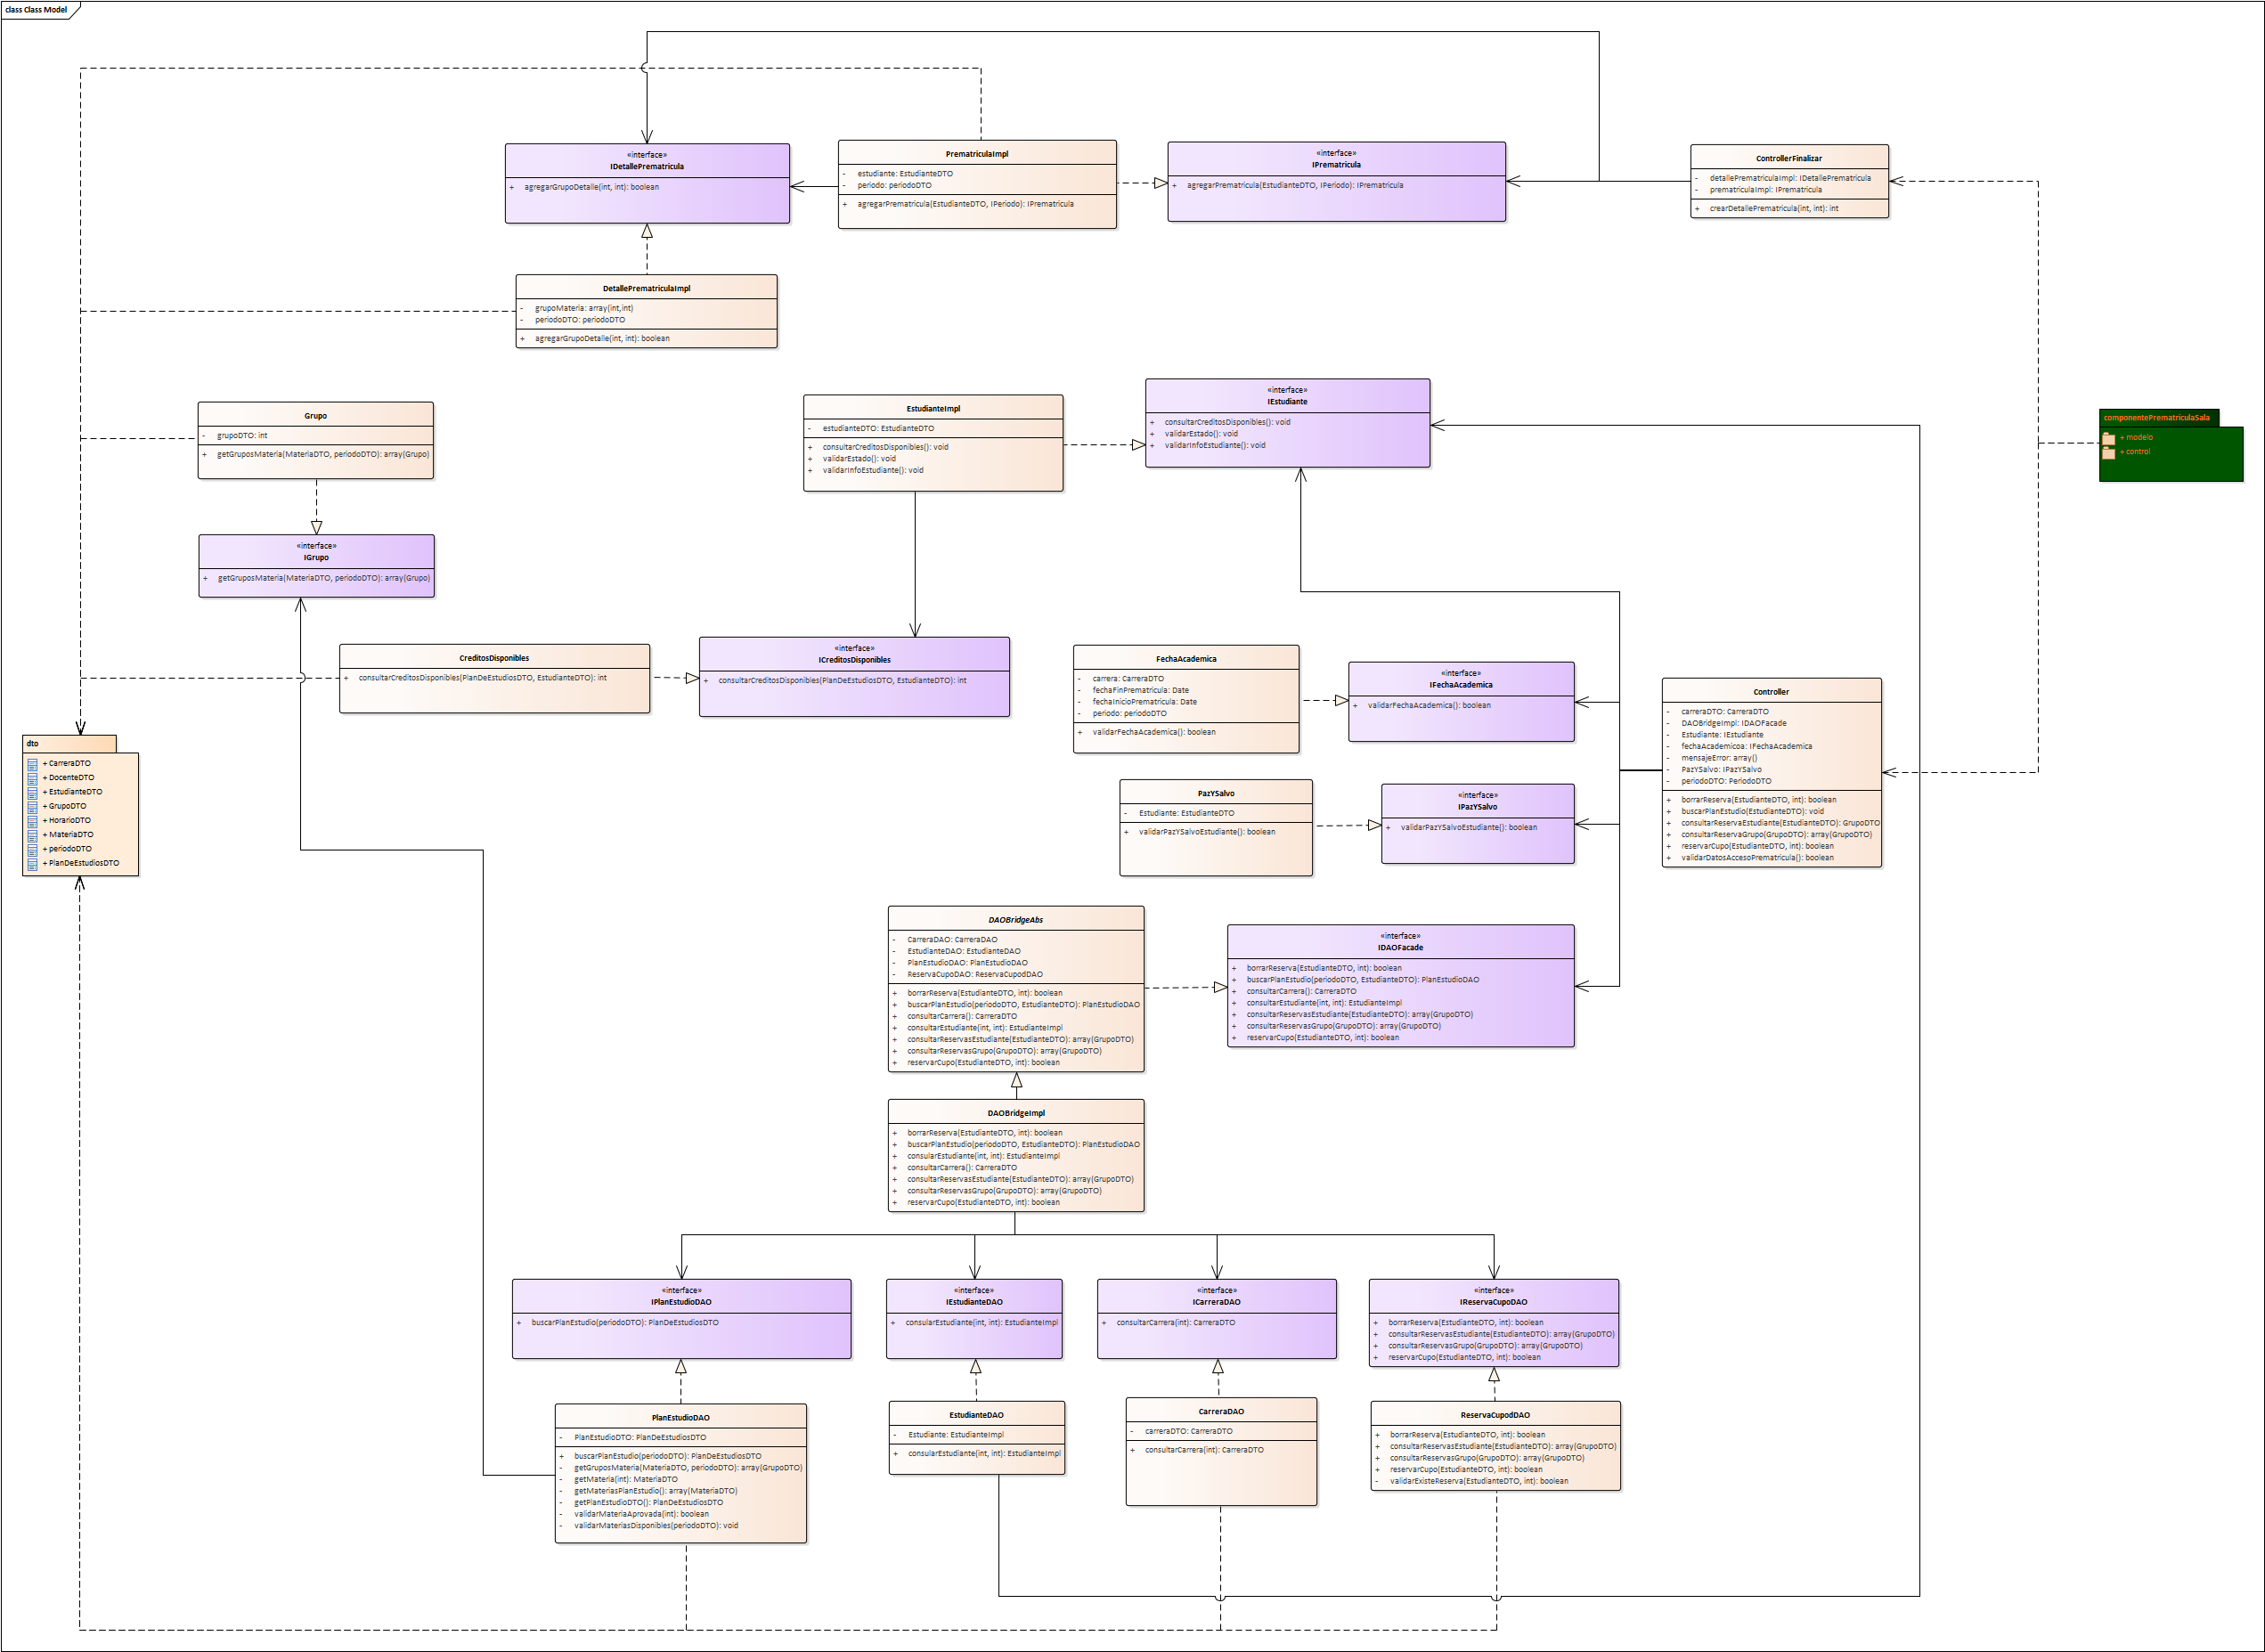 class Class Model
«interface»
IDetallePrematricula
+ agregarGrupoDetalle(int, int): boolean
PrematriculaImpl
- estudiante: EstudianteDTO
- periodo: periodoDTO
+ agregarPrematricula(EstudianteDTO, IPeriodo): IPrematricula
«interface»
IPrematricula
+ agregarPrematricula(EstudianteDTO, IPeriodo): IPrematricula
ControllerFinalizar
- detallePrematriculaImpl: IDetallePrematricula
- prematriculaImpl: IPrematricula
+ crearDetallePrematricula(int, int): int
DetallePrematriculaImpl
- grupoMateria: array(int,int)
- periodoDTO: periodoDTO
+ agregarGrupoDetalle(int, int): boolean
Grupo
- grupoDTO: int
+ getGruposMateria(MateriaDTO, periodoDTO): array(Grupo)
EstudianteImpl
- estudianteDTO: EstudianteDTO
+ consultarCreditosDisponibles(): void
+ validarEstado(): void
+ validarInfoEstudiante(): void
«interface»
IEstudiante
+ consultarCreditosDisponibles(): void
+ validarEstado(): void
+ validarInfoEstudiante(): void
componentePrematriculaSala
+ modelo
+ control
«interface»
IGrupo
+ getGruposMateria(MateriaDTO, periodoDTO): array(Grupo)
CreditosDisponibles
+ consultarCreditosDisponibles(PlanDeEstudiosDTO, EstudianteDTO): int
«interface»
ICreditosDisponibles
+ consultarCreditosDisponibles(PlanDeEstudiosDTO, EstudianteDTO): int
FechaAcademica
- carrera: CarreraDTO
- fechaFinPrematricula: Date
- fechaInicioPrematricula: Date
- periodo: periodoDTO
+ validarFechaAcademica(): boolean
«interface»
IFechaAcademica
+ validarFechaAcademica(): boolean
Controller
- carreraDTO: CarreraDTO
- DAOBridgeImpl: IDAOFacade
- Estudiante: IEstudiante
- fechaAcademicoa: IFechaAcademica
- mensajeError: array()
- PazYSalvo: IPazYSalvo
- periodoDTO: PeriodoDTO
+ borrarReserva(EstudianteDTO, int): boolean
+ buscarPlanEstudio(EstudianteDTO): void
+ consultarReservaEstudiante(EstudianteDTO): GrupoDTO
+ consultarReservaGrupo(GrupoDTO): array(GrupoDTO)
+ reservarCupo(EstudianteDTO, int): boolean
+ validarDatosAccesoPrematricula(): boolean
dto
+ CarreraDTO
+ DocenteDTO
+ EstudianteDTO
+ GrupoDTO
+ HorarioDTO
+ MateriaDTO
+ periodoDTO
+ PlanDeEstudiosDTO
PazYSalvo
- Estudiante: EstudianteDTO
+ validarPazYSalvoEstudiante(): boolean
«interface»
IPazYSalvo
+ validarPazYSalvoEstudiante(): boolean
DAOBridgeAbs
- CarreraDAO: CarreraDAO
- EstudianteDAO: EstudianteDAO
- PlanEstudioDAO: PlanEstudioDAO
- ReservaCupoDAO: ReservaCupodDAO
+ borrarReserva(EstudianteDTO, int): boolean
+ buscarPlanEstudio(periodoDTO, EstudianteDTO): PlanEstudioDAO
+ consultarCarrera(): CarreraDTO
+ consultarEstudiante(int, int): EstudianteImpl
+ consultarReservasEstudiante(EstudianteDTO): array(GrupoDTO)
+ consultarReservasGrupo(GrupoDTO): array(GrupoDTO)
+ reservarCupo(EstudianteDTO, int): boolean
«interface»
IDAOFacade
+ borrarReserva(EstudianteDTO, int): boolean
+ buscarPlanEstudio(periodoDTO, EstudianteDTO): PlanEstudioDAO
+ consultarCarrera(): CarreraDTO
+ consultarEstudiante(int, int): EstudianteImpl
+ consultarReservasEstudiante(EstudianteDTO): array(GrupoDTO)
+ consultarReservasGrupo(GrupoDTO): array(GrupoDTO)
+ reservarCupo(EstudianteDTO, int): boolean
DAOBridgeImpl
+ borrarReserva(EstudianteDTO, int): boolean
+ buscarPlanEstudio(periodoDTO, EstudianteDTO): PlanEstudioDAO
+ consularEstudiante(int, int): EstudianteImpl
+ consultarCarrera(): CarreraDTO
+ consultarReservasEstudiante(EstudianteDTO): array(GrupoDTO)
+ consultarReservasGrupo(GrupoDTO): array(GrupoDTO)
+ reservarCupo(EstudianteDTO, int): boolean
«interface»
IPlanEstudioDAO
+ buscarPlanEstudio(periodoDTO): PlanDeEstudiosDTO
«interface»
IEstudianteDAO
+ consularEstudiante(int, int): EstudianteImpl
«interface»
ICarreraDAO
+ consultarCarrera(int): CarreraDTO
«interface»
IReservaCupoDAO
+ borrarReserva(EstudianteDTO, int): boolean
+ consultarReservasEstudiante(EstudianteDTO): array(GrupoDTO)
+ consultarReservasGrupo(GrupoDTO): array(GrupoDTO)
+ reservarCupo(EstudianteDTO, int): boolean
PlanEstudioDAO
- PlanEstudioDTO: PlanDeEstudiosDTO
+ buscarPlanEstudio(periodoDTO): PlanDeEstudiosDTO
- getGruposMateria(MateriaDTO, periodoDTO): array(GrupoDTO)
- getMateria(int): MateriaDTO
- getMateriasPlanEstudio(): array(MateriaDTO)
- getPlanEstudioDTO(): PlanDeEstudiosDTO
- validarMateriaAprovada(int): boolean
- validarMateriasDisponibles(periodoDTO): void
EstudianteDAO
- Estudiante: EstudianteImpl
+ consularEstudiante(int, int): EstudianteImpl
CarreraDAO
- carreraDTO: CarreraDTO
+ consultarCarrera(int): CarreraDTO
ReservaCupodDAO
+ borrarReserva(EstudianteDTO, int): boolean
+ consultarReservasEstudiante(EstudianteDTO): array(GrupoDTO)
+ consultarReservasGrupo(GrupoDTO): array(GrupoDTO)
+ reservarCupo(EstudianteDTO, int): boolean
- validarExisteReserva(EstudianteDTO, int): boolean